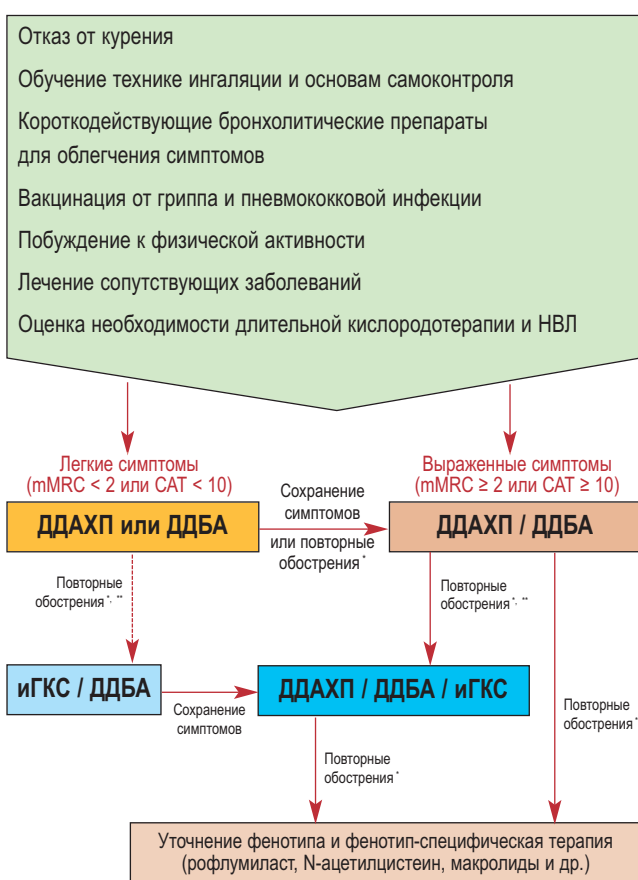 Отказ от курения
Обучение технике ингаляции и основам самоконтроля
Короткодействующие бронхолитические препараты
для облегчения симптомов
Вакцинация от гриппа и пневмококковой инфекции
Побуждение к физической активности
Лечение сопутствующих заболеваний
Оценка необходимости длительной кислородотерапии и НВЛ
Легкие симптомы
(mMRC < 2 или CAT < 10)
Выраженные симптомы
(mMRC ≥ 2 или CAT ≥ 10)
ДДАХП или ДДБА
Сохранение
симптомов
или повторные
обострения*
ДДАХП / ДДБА
Повторные
обострения*, **
Повторные
обострения*, **
иГКС / ДДБА
Сохранение
симптомов
ДДАХП / ДДБА / иГКС
Повторные
обострения*
Повторные
обострения*
Уточнение фенотипа и фенотип-специфическая терапия
(рофлумиласт, N-ацетилцистеин, макролиды и др.)